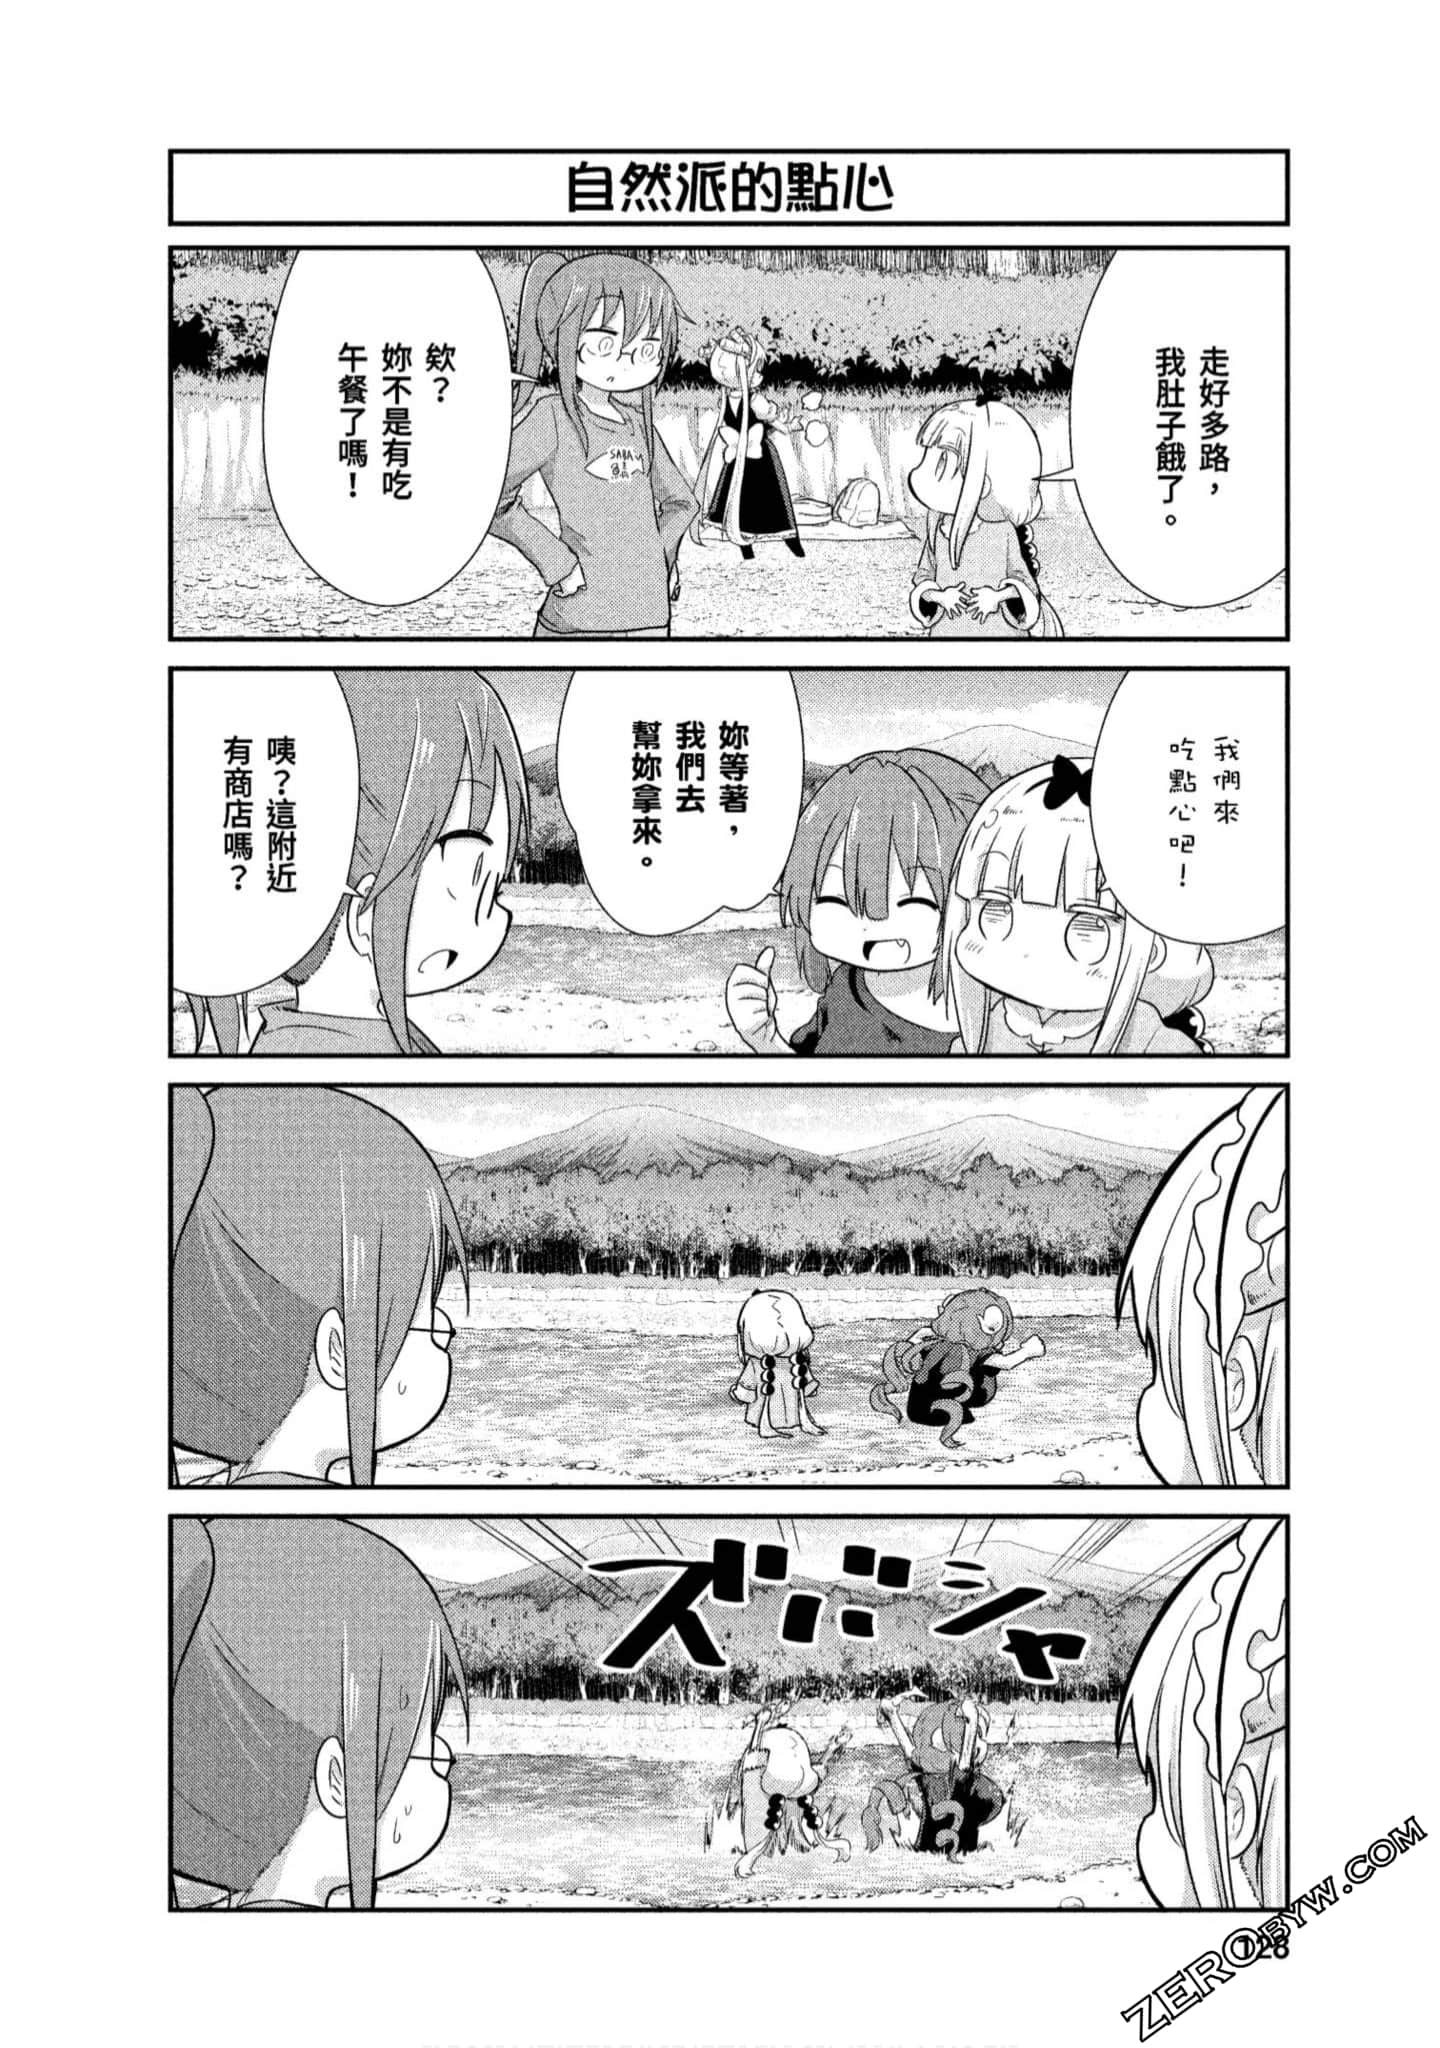 自然派的點心
走好多路，
我肚子餓了。
欸？
妳不是有吃
午餐了嗎！
SABA
我們來
吃點心吧！
妳等著，
我們去
幫妳拿來。
咦？這附近
有商店嗎？
ズバシャ
128
ZEROBYW.COM